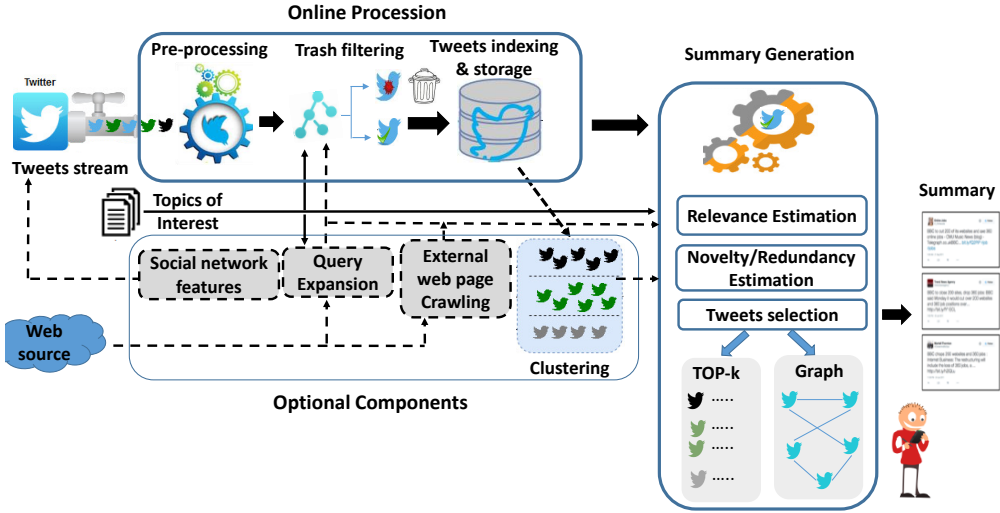 Online Procession
Pre-processing
Trash filtering
Tweets indexing
& storage
Summary Generation
Twitter
Tweets stream
Topics of
Interest
Summary
Relevance Estimation
Novelty/Redundancy
Estimation
Tweets selection
Social network
features
Query
Expansion
External
web page
Crawling
Web
source
Clustering
Optional Components
TOP-k
Graph
.....
.....
.....
.....